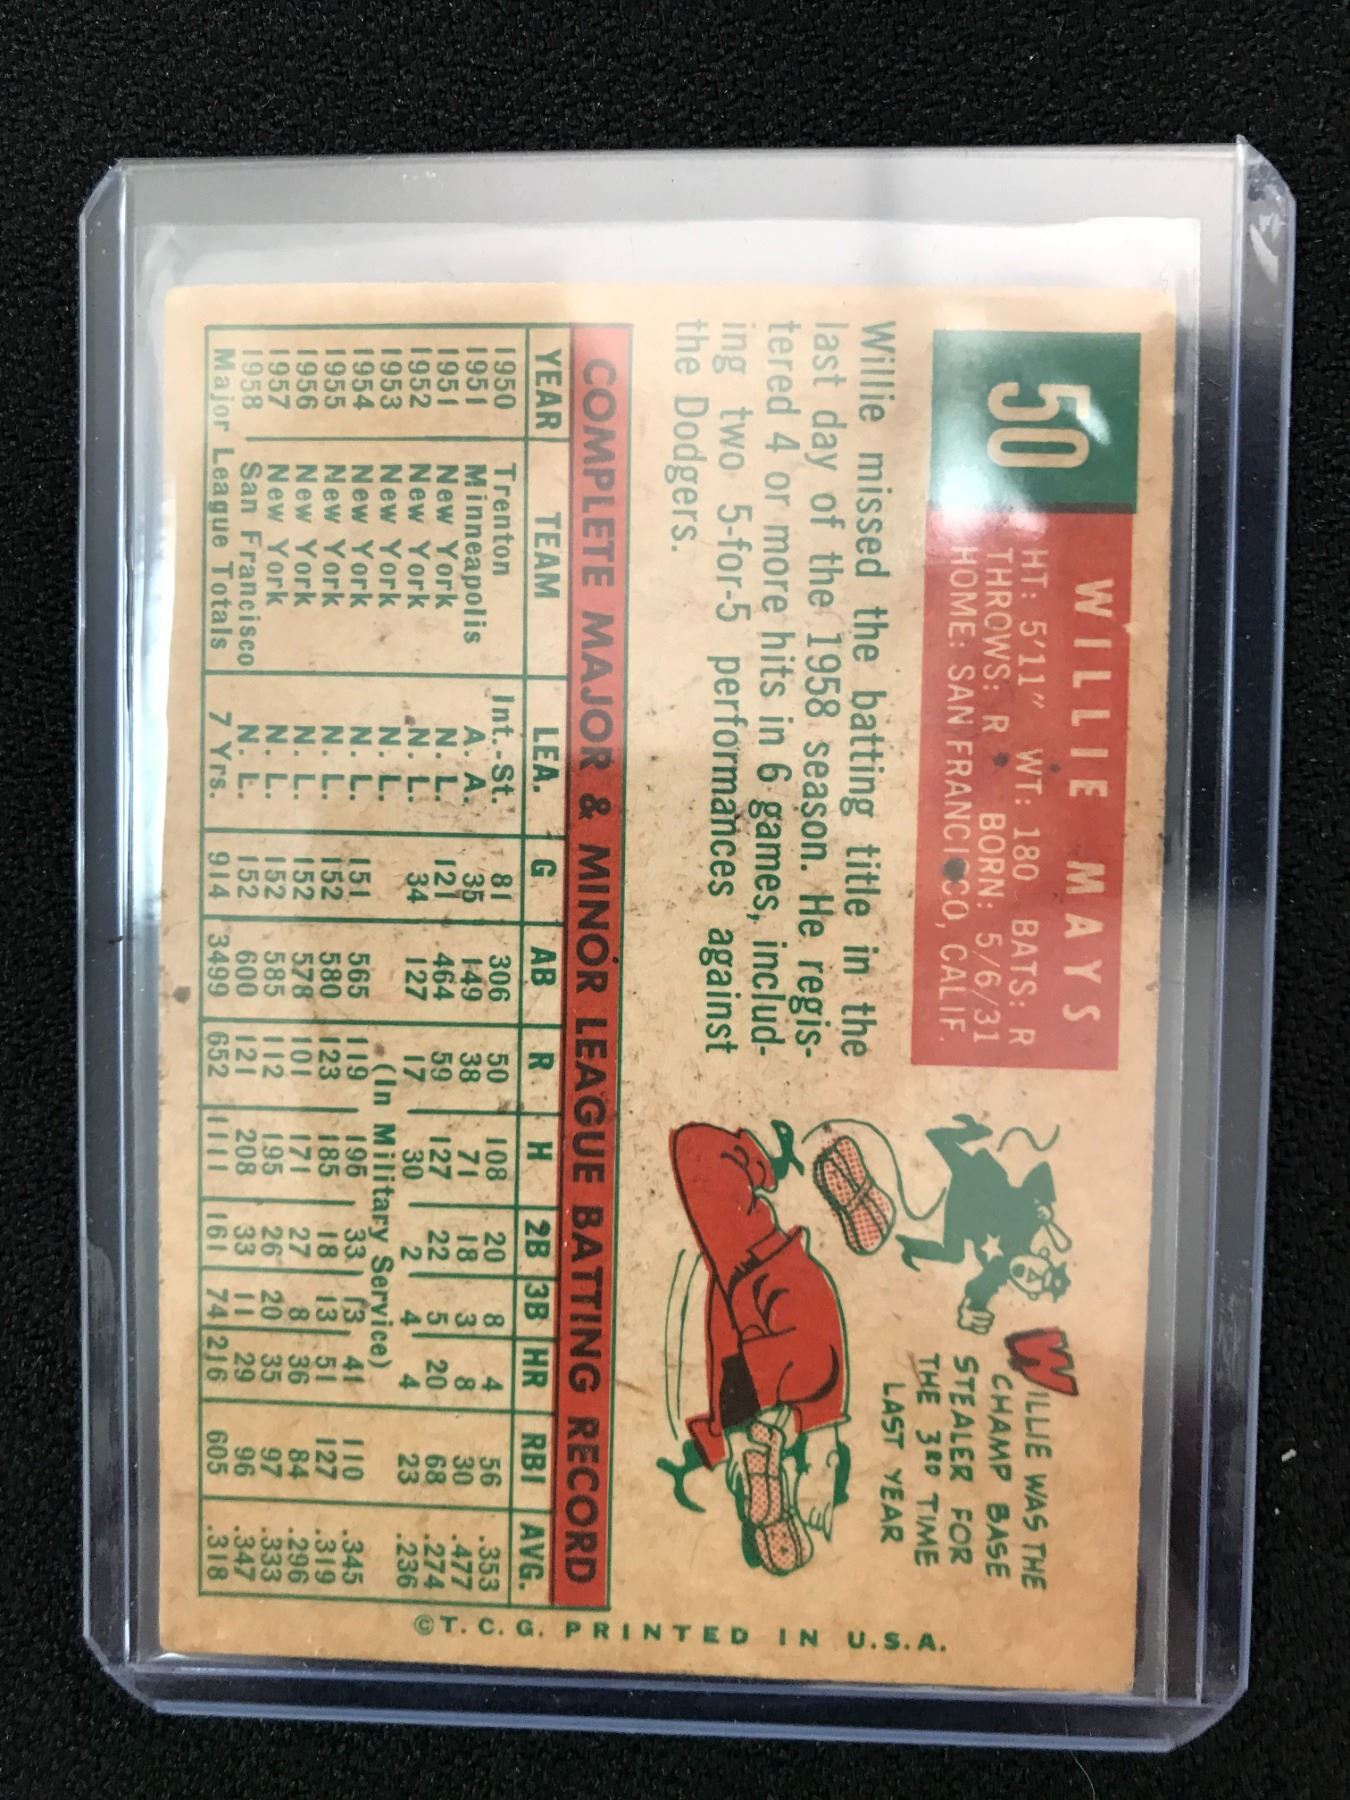 50
WILLIE MAYS
HT: 5'11" WT: 180 BATS: R
THROWS: R BORN: 5/6/31
HOME: SAN FRANCISCO, CALIF.
Willie missed the batting title in the
last day of the 1958 season. He regis-
tered 4 or more hits in 6 games, includ-
ing two 5-for-5 performances against
the Dodgers.
WILLIE WAS THE
CHAMP BASE
STEALER FOR
THE 3RD TIME
LAST YEAR
COMPLETE MAJOR & MINOR LEAGUE BATTING RECORD
YEAR TEAM LEA. G AB R H 2B 3B HR RBI AVG.
1950 Trenton Int.-St. 81 306 50 108 20 8 4 56 .353
1951 Minneapolis A. A. 35 149 38 71 18 3 8 30 .477
1951 New York N. L. 121 464 59 127 22 5 20 68 .274
1952 New York N. L. 34 127 17 30 2 4 4 23 .236
1953 New York N. L. (In Military Service)
1954 New York N. L. 151 565 119 195 33 13 41 110 .345
1955 New York N. L. 152 580 123 185 18 13 51 127 .319
1956 New York N. L. 152 578 101 171 27 8 36 84 .296
1957 New York N. L. 152 585 112 195 26 20 35 97 .333
1958 San Francisco N. L. 152 600 121 208 33 11 29 96 .347
Major League Totals 7 Yrs. 914 3499 652 1111 161 74 216 605 .318
©T. C. G. PRINTED IN U.S.A.